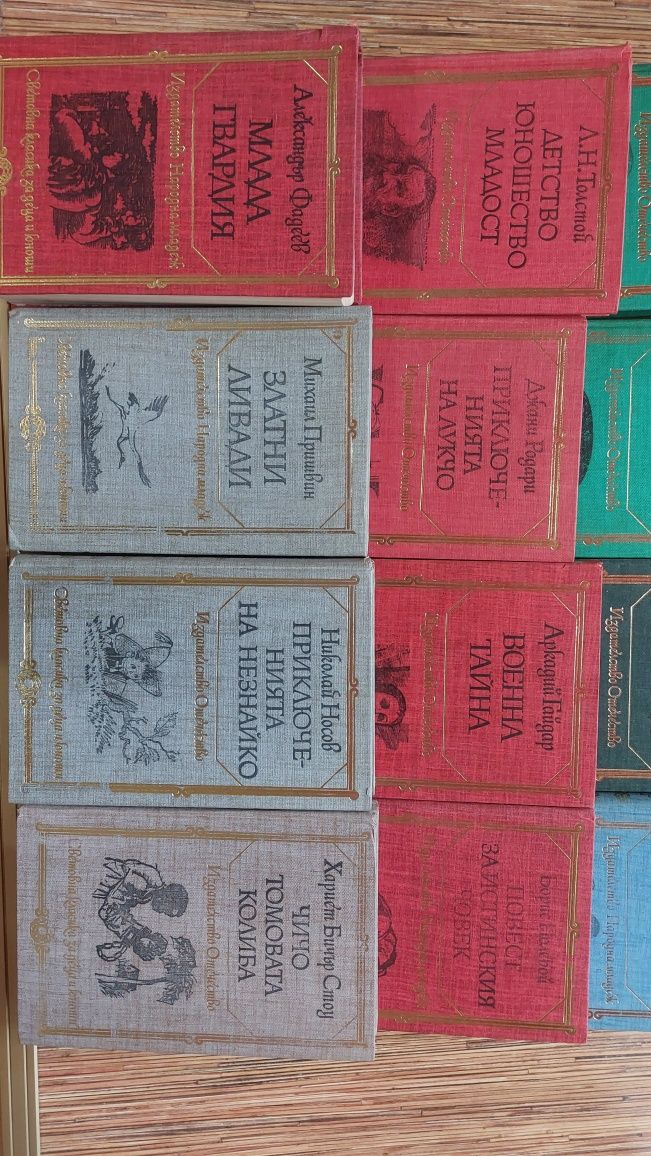 Издателство Отечество
Издателство Отечество
Издателство Отечество
Издателство Народна младеж
Л.Н.Толстой
ДЕТСТВО
ЮНОШЕСТВО
МЛАДОСТ
Издателство Отечество
Джани Родари
ПРИКЛЮЧЕ-
НИЯТА
НА ЛУКЧО
Издателство Отечество
Аркадий Гайдар
ВОЕННА
ТАЙНА
Издателство Отечество
Борис Полевой
ПОВЕСТ
ЗА ИСТИНСКИЯ
ЧОВЕК
Александър Фадеев
МЛАДА
ГВАРДИЯ
Издателство Народна младеж
Световна класика за деца и юноши
Михаил Пришвин
ЗЛАТНИ
ЛИВАДИ
Издателство Народна младеж
Световна класика за деца и юноши
Николай Носов
ПРИКЛЮЧЕ-
НИЯТА
НА НЕЗНАЙКО
Издателство Отечество
Световна класика за деца и юноши
Хариет Бичър Стоу
ЧИЧО
ТОМОВАТА
КОЛИБА
Издателство Отечество
Световна класика за деца и юноши